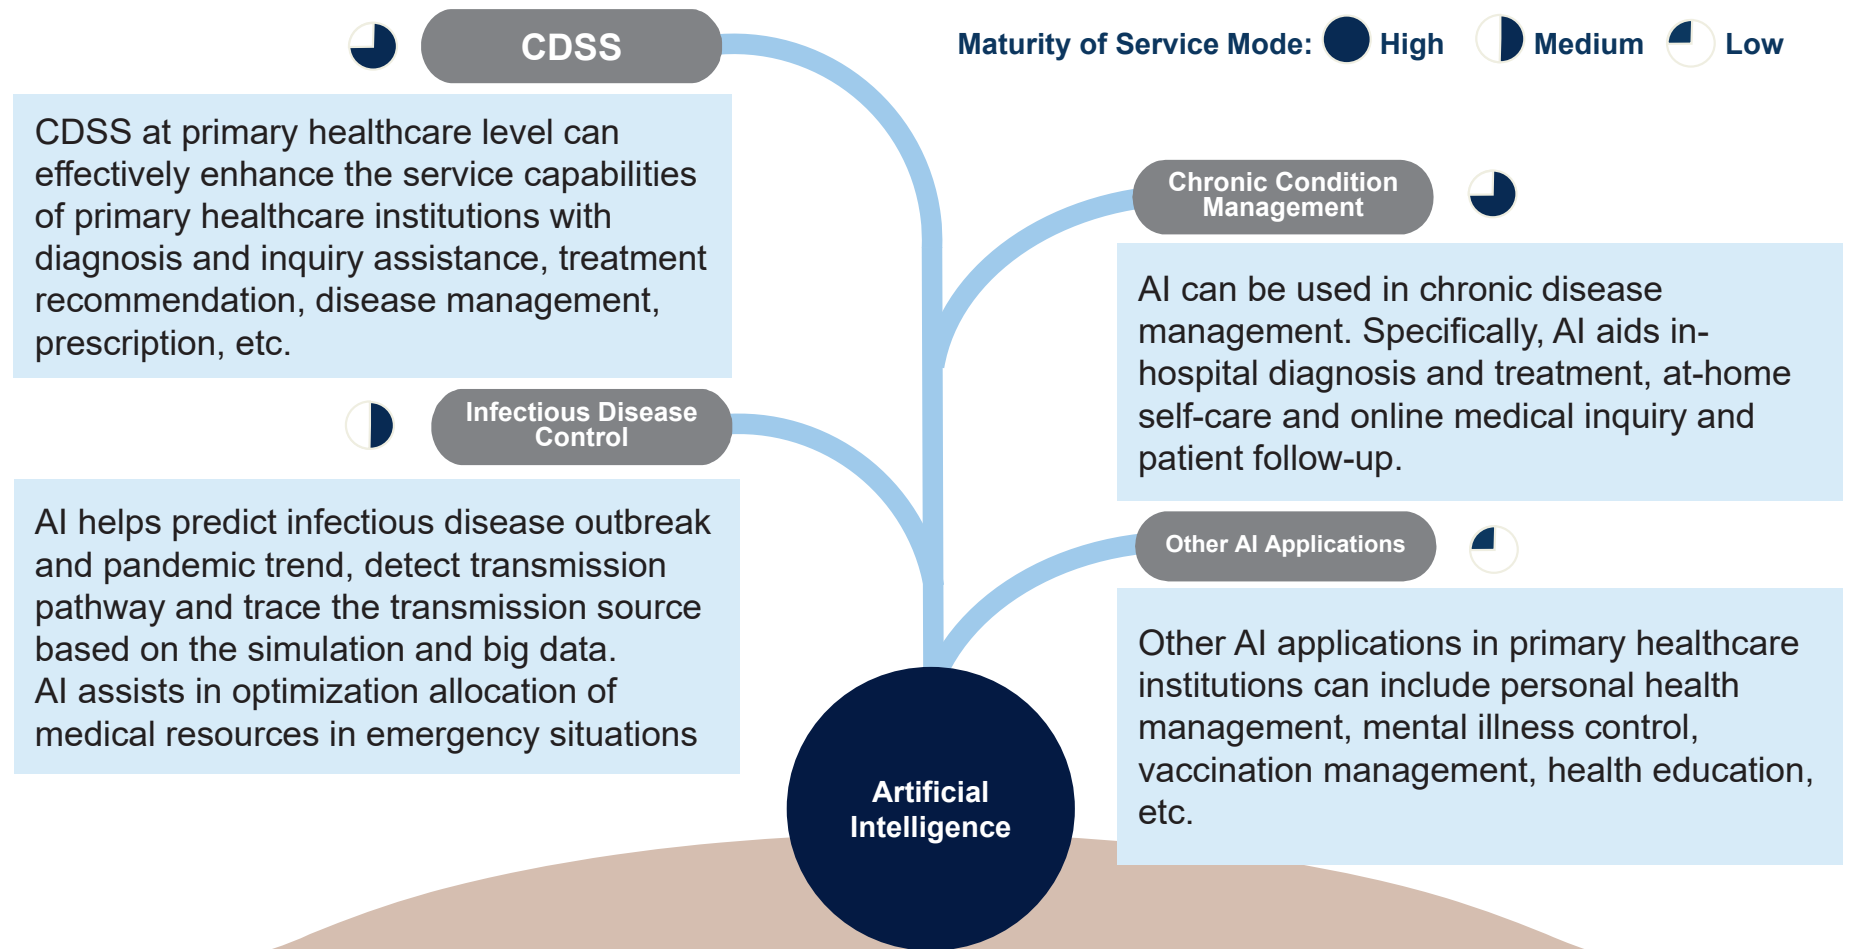 CDSS
Maturity of Service Mode: High Medium Low
CDSS at primary healthcare level can
effectively enhance the service capabilities
of primary healthcare institutions with
diagnosis and inquiry assistance, treatment
recommendation, disease management,
prescription, etc.
Chronic Condition
Management
AI can be used in chronic disease
management. Specifically, AI aids in-
hospital diagnosis and treatment, at-home
self-care and online medical inquiry and
patient follow-up.
Infectious Disease
Control
AI helps predict infectious disease outbreak
and pandemic trend, detect transmission
pathway and trace the transmission source
based on the simulation and big data.
AI assists in optimization allocation of
medical resources in emergency situations
Other AI Applications
Other AI applications in primary healthcare
institutions can include personal health
management, mental illness control,
vaccination management, health education,
etc.
Artificial
Intelligence